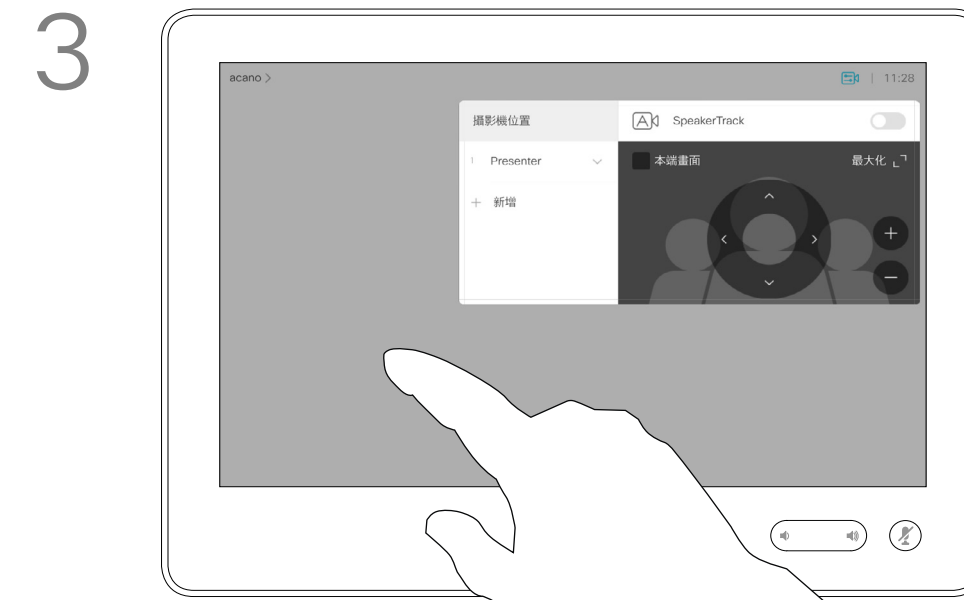 3
acano >
11:28
攝影機位置
A
SpeakerTrack
1 Presenter
本端畫面
最大化
+ 新增